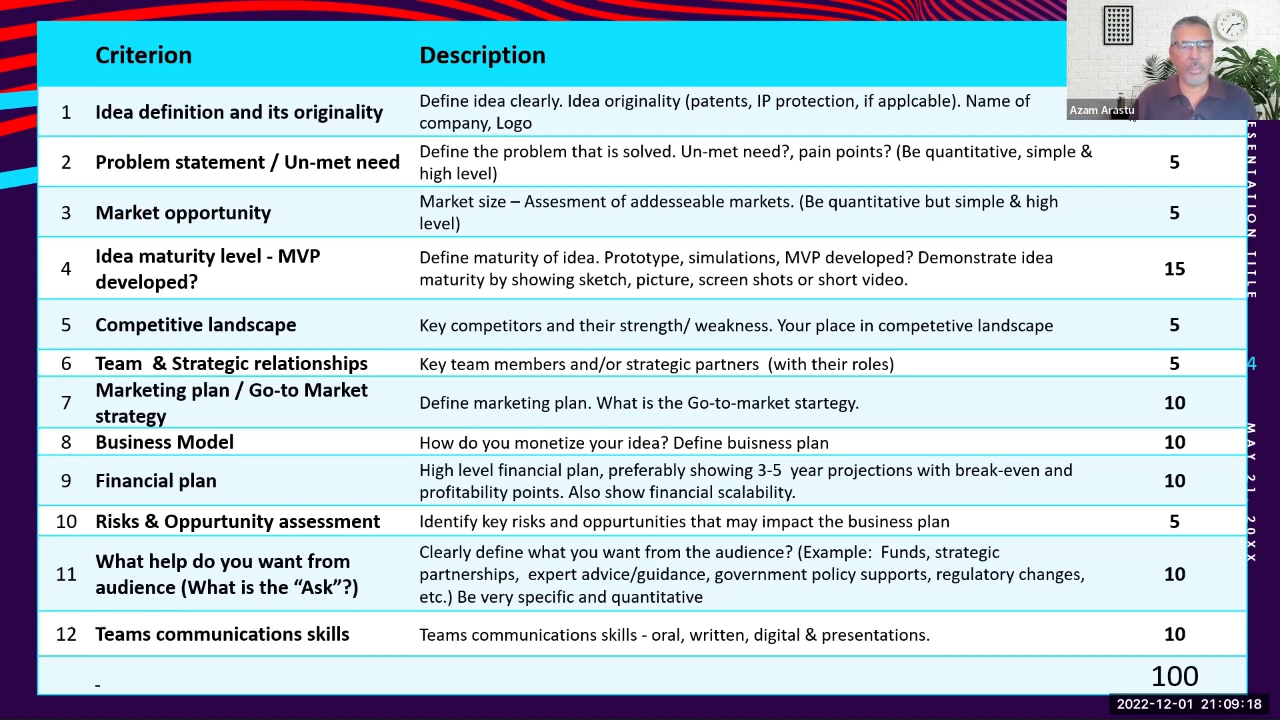 Criterion
Description
1
Idea definition and its originality
Define idea clearly. Idea originality (patents, IP protection, if applcable). Name of
company, Logo
2
Problem statement / Un-met need
Define the problem that is solved. Un-met need?, pain points? (Be quantitative, simple &
high level)
5
3
Market opportunity
Market size – Assesment of addesseable markets. (Be quantitative but simple & high
level)
5
4
Idea maturity level - MVP
developed?
Define maturity of idea. Prototype, simulations, MVP developed? Demonstrate idea
maturity by showing sketch, picture, screen shots or short video.
15
5
Competitive landscape
Key competitors and their strength/ weakness. Your place in competetive landscape
5
6
Team & Strategic relationships
Key team members and/or strategic partners (with their roles)
5
7
Marketing plan / Go-to Market
strategy
Define marketing plan. What is the Go-to-market startegy.
10
8
Business Model
How do you monetize your idea? Define buisness plan
10
9
Financial plan
High level financial plan, preferably showing 3-5 year projections with break-even and
profitability points. Also show financial scalability.
10
10
Risks & Oppurtunity assessment
Identify key risks and oppurtunities that may impact the business plan
5
11
What help do you want from
audience (What is the “Ask”?)
Clearly define what you want from the audience? (Example: Funds, strategic
partnerships, expert advice/guidance, government policy supports, regulatory changes,
etc.) Be very specific and quantitative
10
12
Teams communications skills
Teams communications skills - oral, written, digital & presentations.
10
-
100
Azam Arastu
ESENTATION TITLE
4
MAY 21, 20XX
2022-12-01 21:09:18